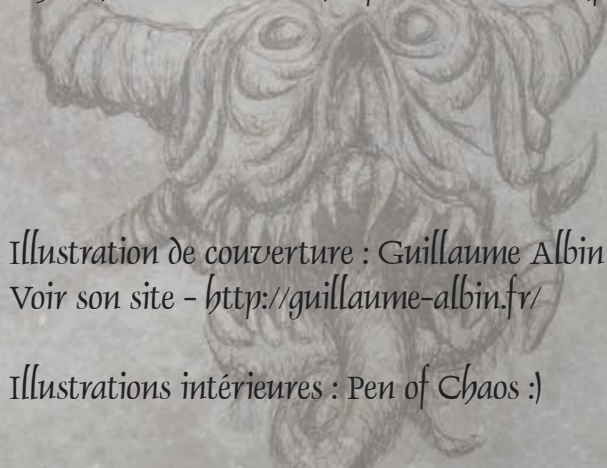 Illustration de couverture : Guillaume Albin
Voir son site - http://guillaume-albin.fr/
Illustrations intérieures : Pen of Chaos :)